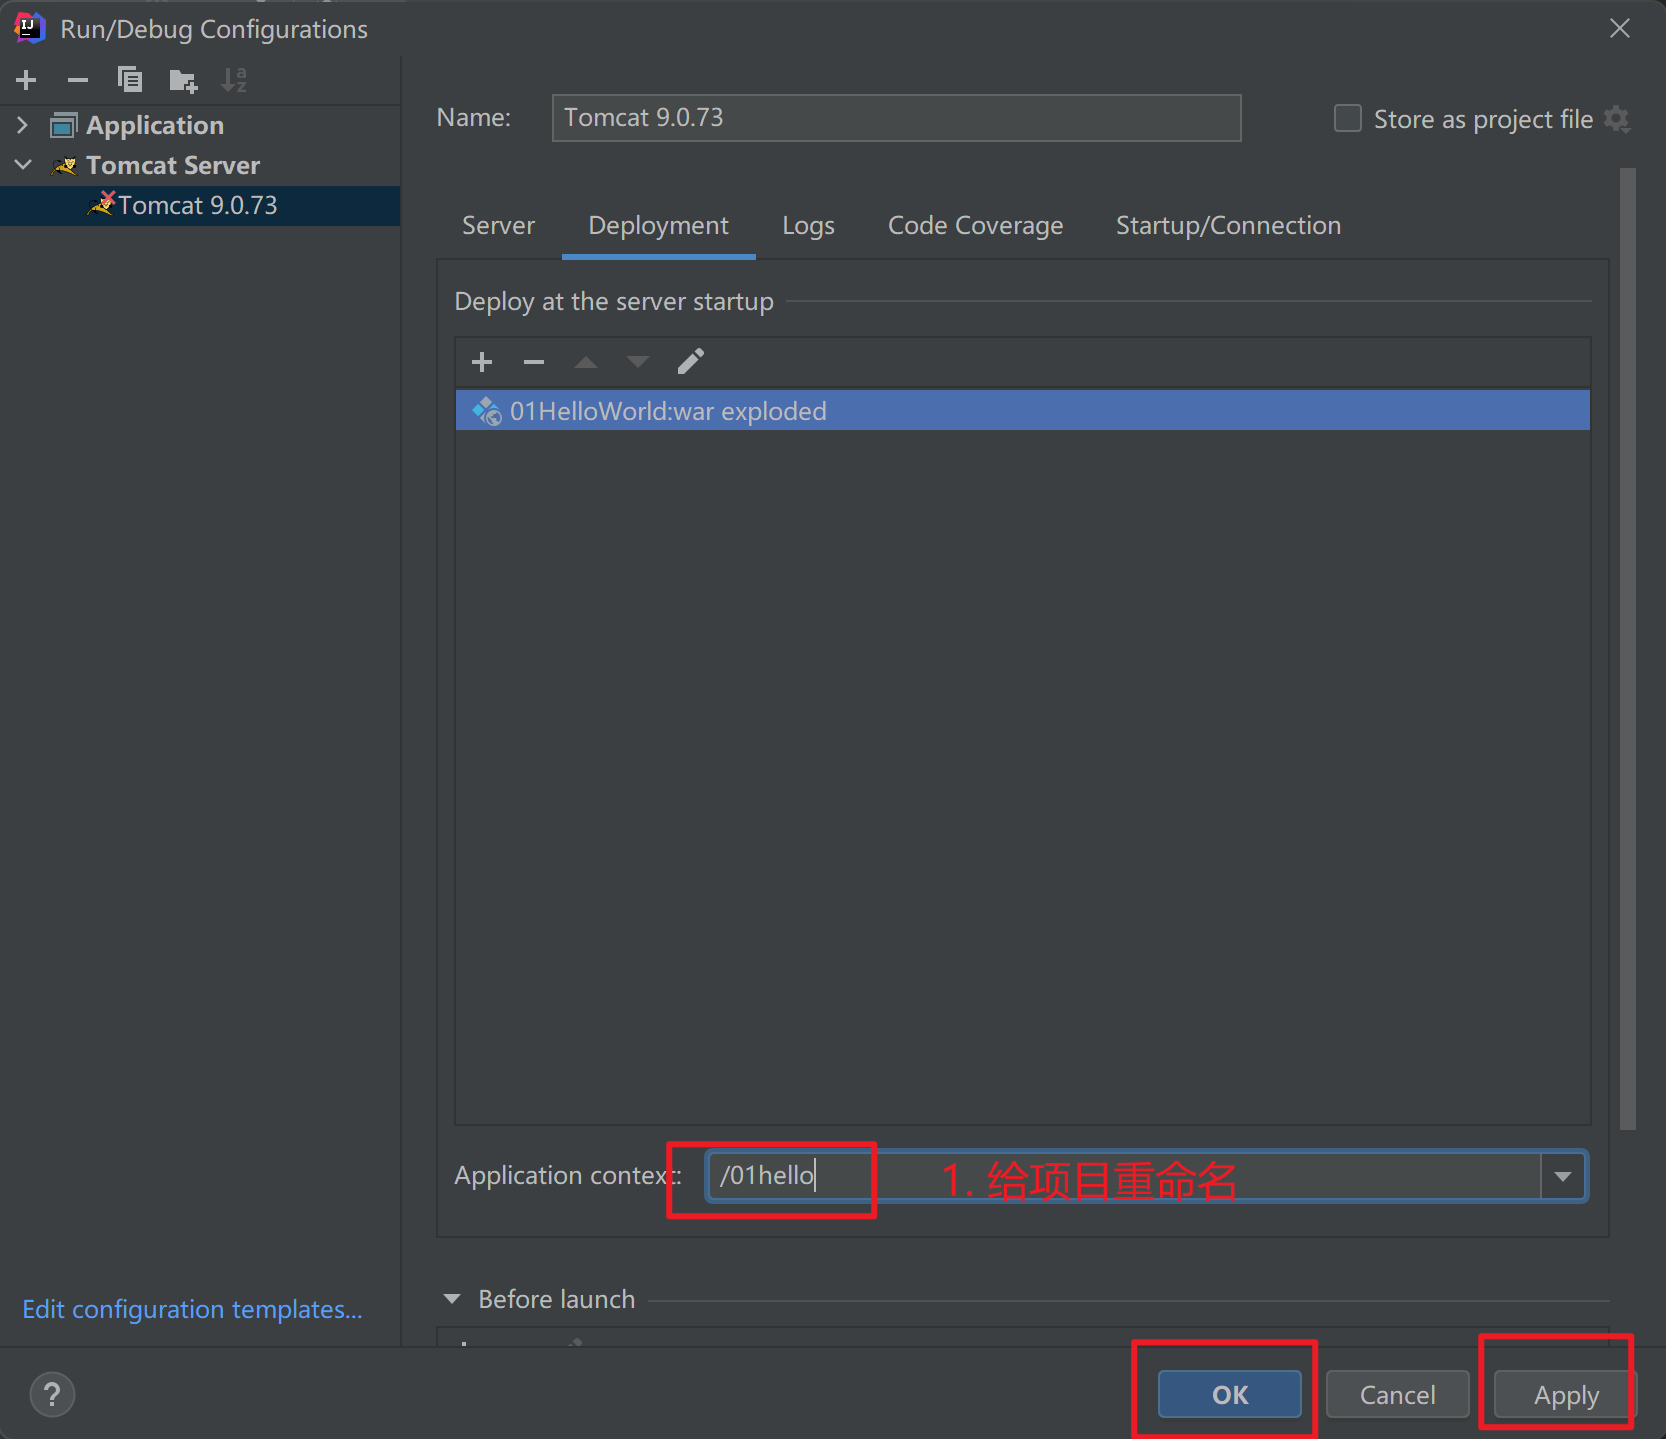 Run/Debug Configurations
Application
Tomcat Server
Tomcat 9.0.73
Edit configuration templates...
Name: Tomcat 9.0.73
Store as project file
Server Deployment Logs Code Coverage Startup/Connection
Deploy at the server startup
01HelloWorld:war exploded
Application context: /01hello
1. 给项目重命名
Before launch
? OK Cancel Apply